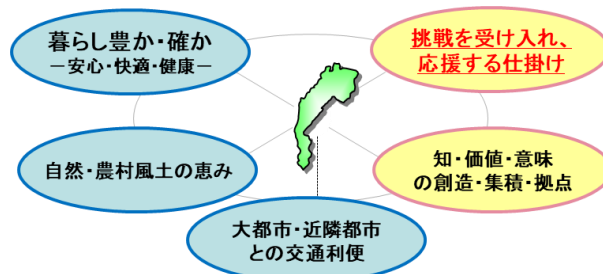 暮らし豊か・確か
－安心・快適・健康－
挑戦を受け入れ、
応援する仕掛け
自然・農村風土の恵み
知・価値・意味
の創造・集積・拠点
大都市・近隣都市
との交通利便